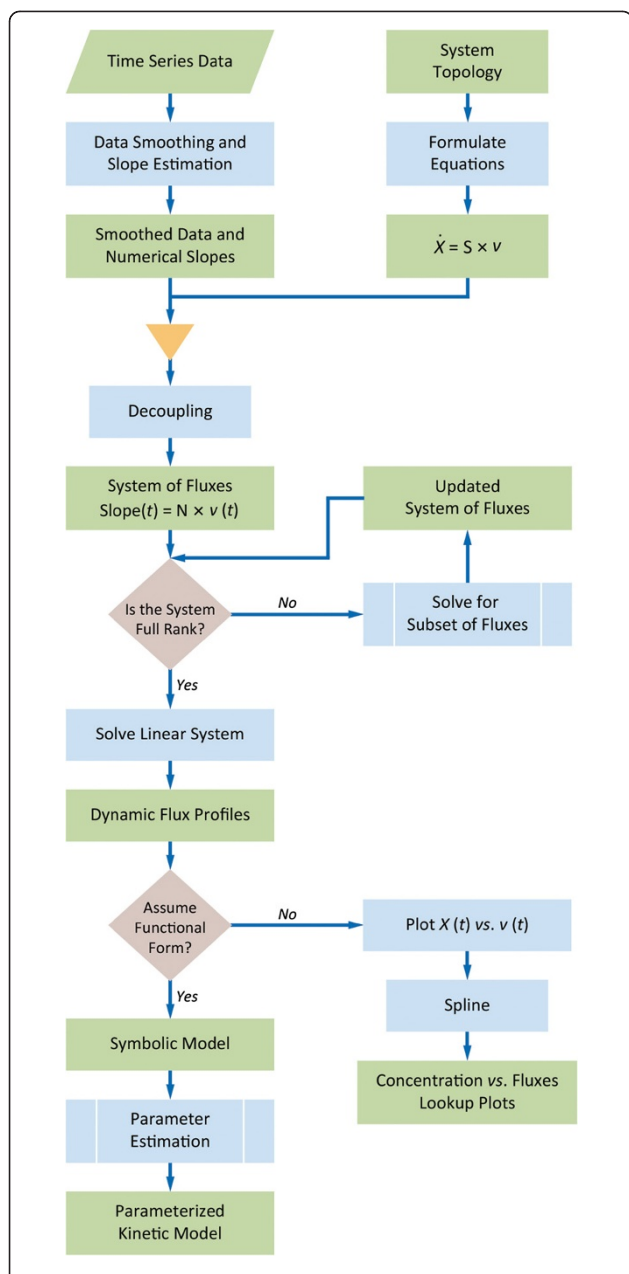 Time Series Data
System
Topology
Data Smoothing and
Slope Estimation
Formulate
Equations
Smoothed Data and
Numerical Slopes
Ẋ = S × v
Decoupling
System of Fluxes
Slope(t) = N × v (t)
Updated
System of Fluxes
Is the System
Full Rank?
No
Solve for
Subset of Fluxes
Yes
Solve Linear System
Dynamic Flux Profiles
Assume
Functional
Form?
No
Plot X (t) vs. v (t)
Yes
Spline
Symbolic Model
Concentration vs. Fluxes
Lookup Plots
Parameter
Estimation
Parameterized
Kinetic Model